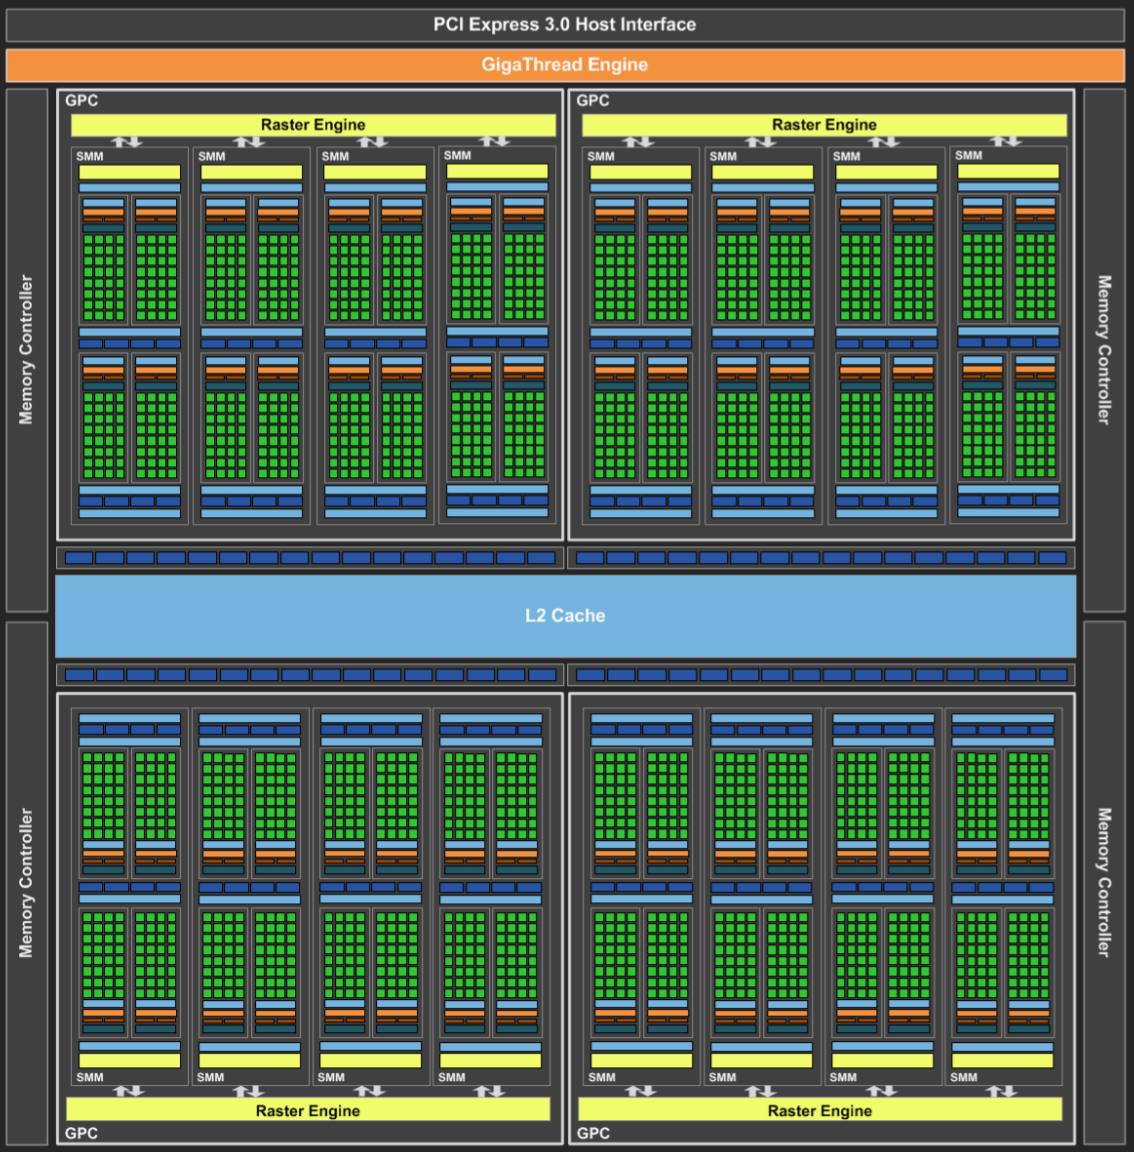 PCI Express 3.0 Host Interface
GigaThread Engine
Memory Controller
GPC
Raster Engine
SMM
SMM
SMM
SMM
GPC
Raster Engine
SMM
SMM
SMM
SMM
Memory Controller
L2 Cache
Memory Controller
SMM
SMM
SMM
SMM
Raster Engine
GPC
SMM
SMM
SMM
SMM
Raster Engine
GPC
Memory Controller